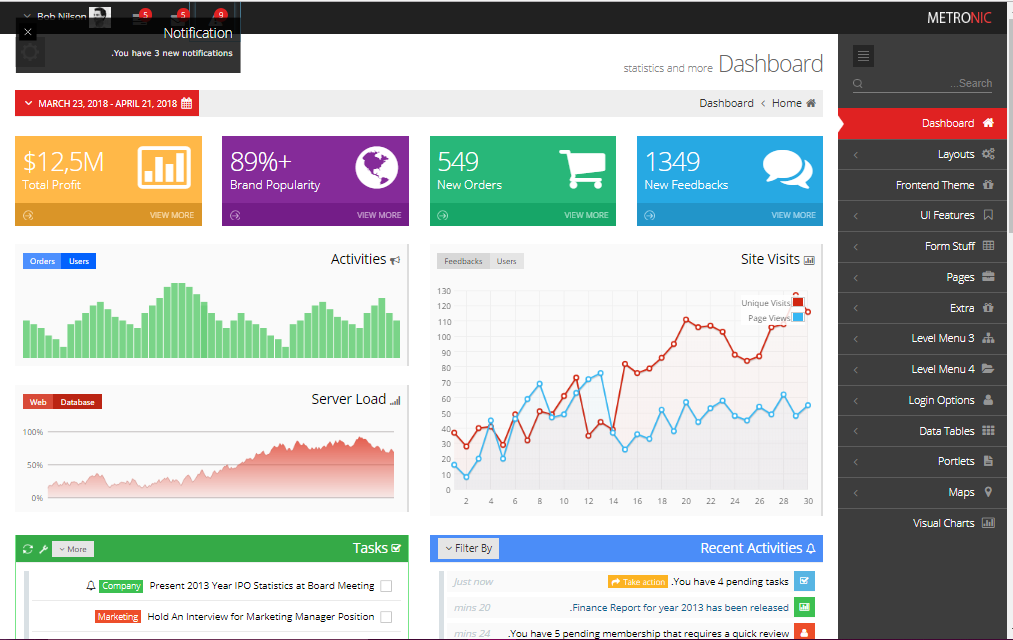 Bob Nilson 5 5 9
METRONIC
Notification
.You have 3 new notifications
statistics and more Dashboard
...Search
MARCH 23, 2018 - APRIL 21, 2018
Dashboard < Home
$12,5M
Total Profit
VIEW MORE
89%+
Brand Popularity
VIEW MORE
549
New Orders
VIEW MORE
1349
New Feedbacks
VIEW MORE
Dashboard
Layouts
Frontend Theme
UI Features
Form Stuff
Pages
Extra
Level Menu 3
Level Menu 4
Login Options
Data Tables
Portlets
Maps
Visual Charts
Orders Users
Activities
Feedbacks Users
Site Visits
Unique Visits
Page Views
130
120
110
100
90
80
70
60
50
40
30
20
10
0
2 4 6 8 10 12 14 16 18 20 22 24 26 28 30
Web Database
Server Load
100%
50%
0%
More
Tasks
Company Present 2013 Year IPO Statistics at Board Meeting
Marketing Hold An Interview for Marketing Manager Position
Filter By
Recent Activities
Just now Take action .You have 4 pending tasks
mins 20 .Finance Report for year 2013 has been released
mins 24 .You have 5 pending membership that requires a quick review